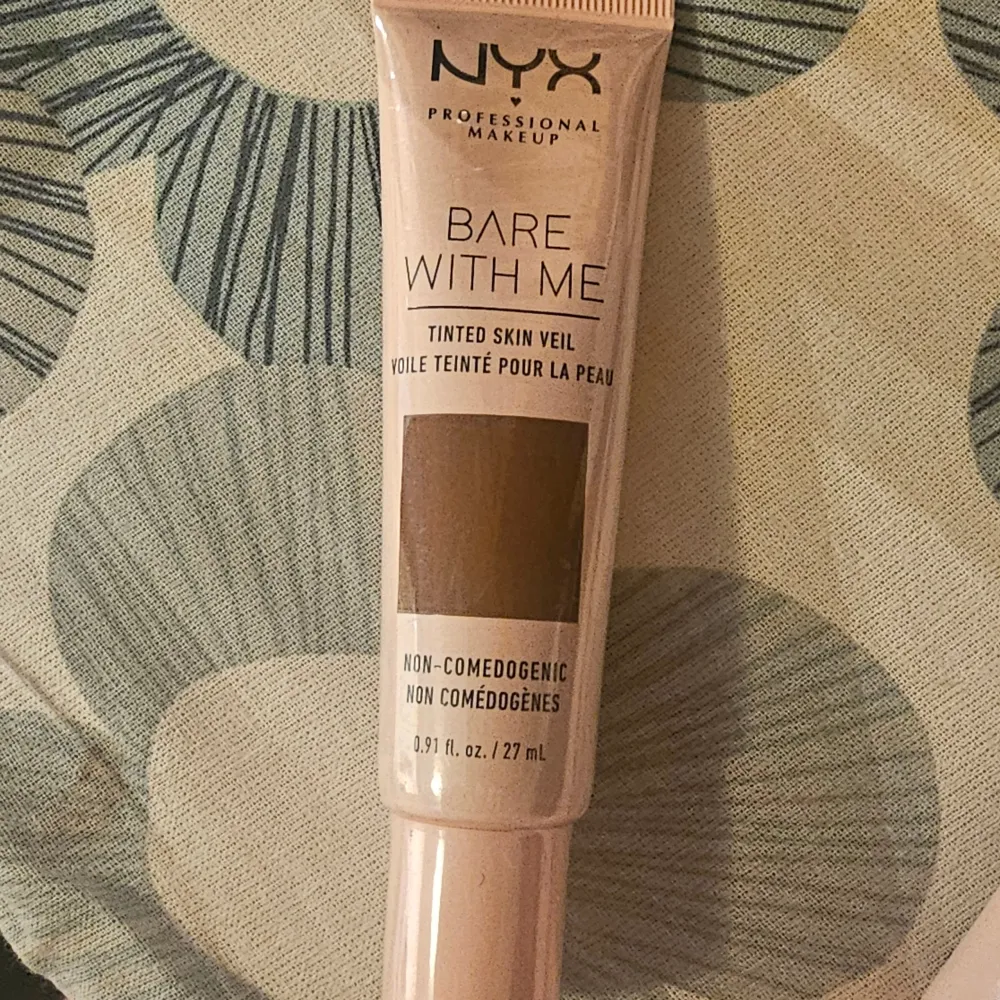 NYX
PROFESSIONAL
MAKEUP
BARE
WITH ME
TINTED SKIN VEIL
VOILE TEINTÉ POUR LA PEAU
NON-COMEDOGENIC
NON COMÉDOGÈNES
0.91 fl. oz. / 27 mL